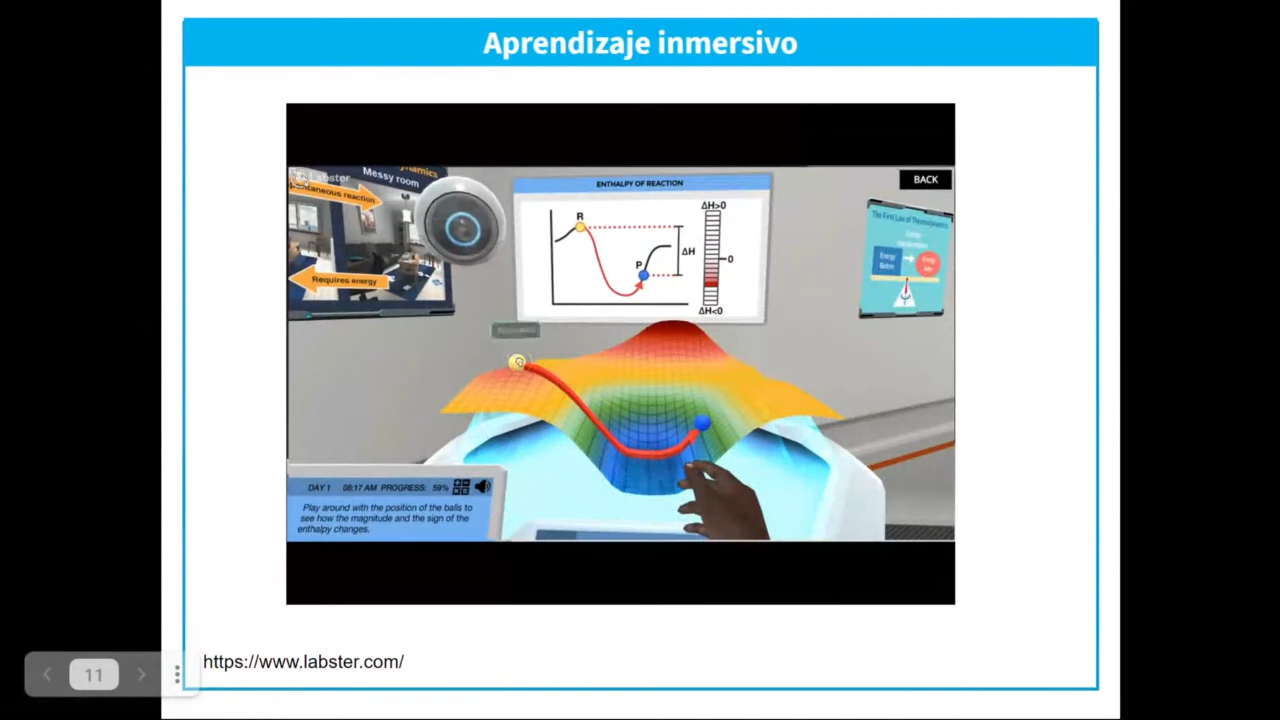 Aprendizaje inmersivo
Labster
Messy room
Requires energy
ENTHALPY OF REACTION
R
P
ΔH
ΔH>0
0
ΔH<0
BACK
The First Law of Thermodynamics
Energy
DAY 1 08:17 AM PROGRESS: 59%
Play around with the position of the balls to
see how the magnitude and the sign of the
enthalpy changes.
https://www.labster.com/
11